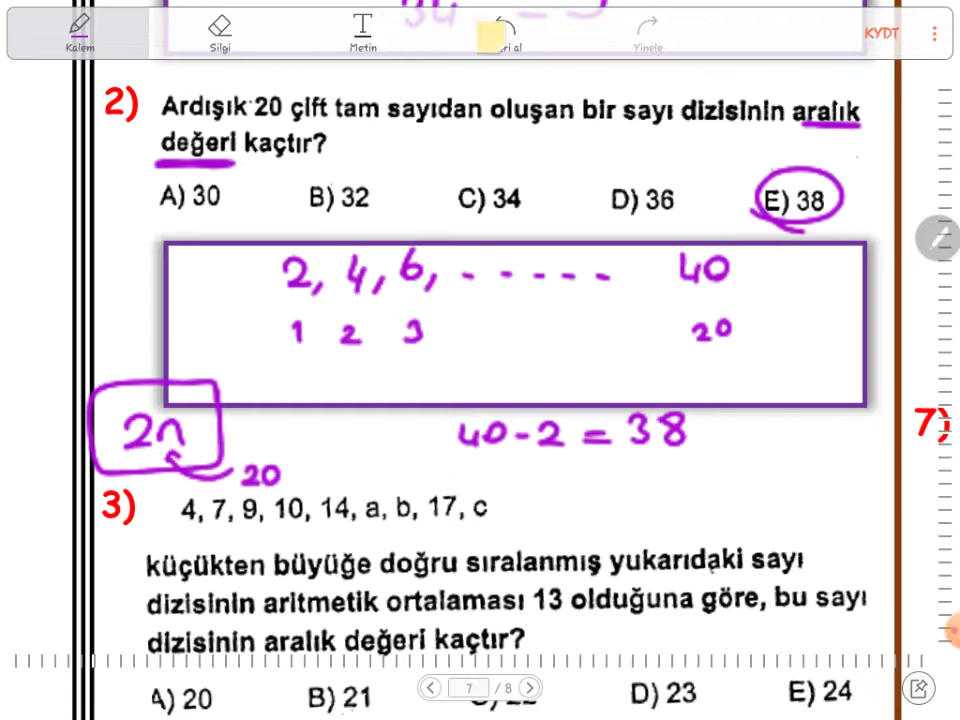 34
Kalem Silgi Metin eri al Yinele KYDT
2) Ardışık 20 çift tam sayıdan oluşan bir sayı dizisinin aralık
değeri kaçtır?
A) 30 B) 32 C) 34 D) 36 E) 38
2, 4, 6, - - - - - 40
1 2 3 20
2n 40 - 2 = 38
20
7)
3) 4, 7, 9, 10, 14, a, b, 17, c
küçükten büyüğe doğru sıralanmış yukarıdaki sayı
dizisinin aritmetik ortalaması 13 olduğuna göre, bu sayı
dizisinin aralık değeri kaçtır?
7 / 8
A) 20 B) 21 D) 23 E) 24